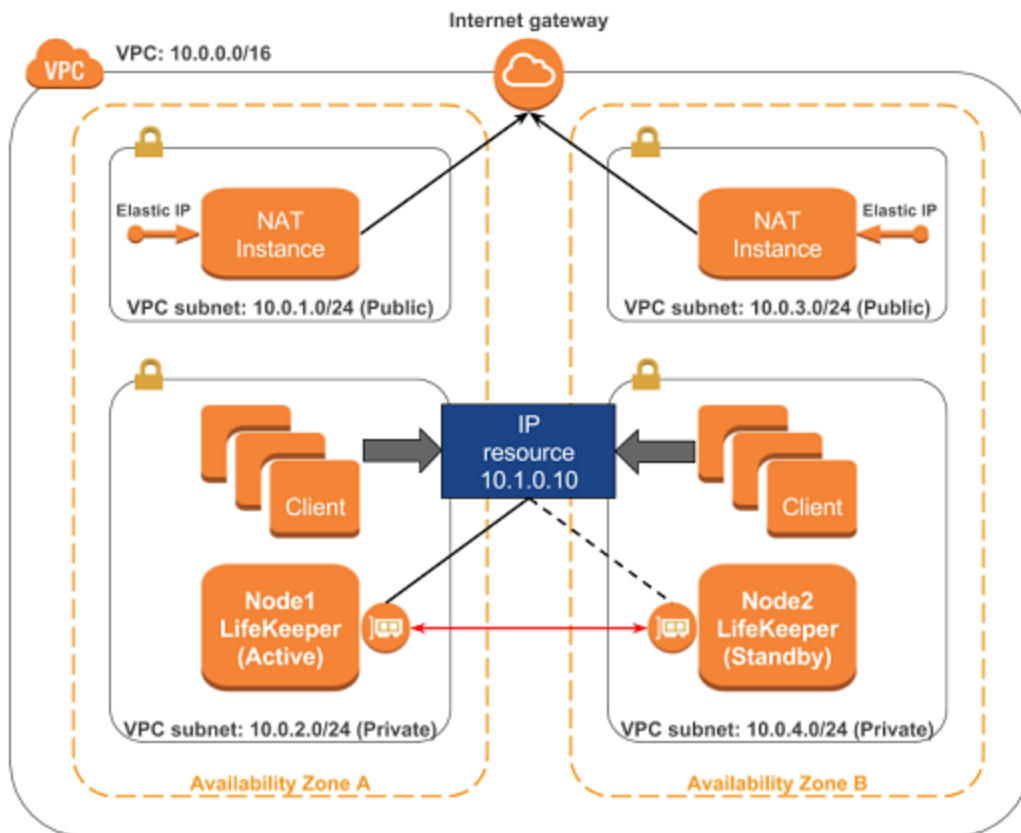 Internet gateway
VPC: 10.0.0.0/16
VPC
Elastic IP
NAT
Instance
VPC subnet: 10.0.1.0/24 (Public)
NAT
Instance
Elastic IP
VPC subnet: 10.0.3.0/24 (Public)
IP
resource
10.1.0.10
Client
Client
Node1
LifeKeeper
(Active)
Node2
LifeKeeper
(Standby)
VPC subnet: 10.0.2.0/24 (Private)
VPC subnet: 10.0.4.0/24 (Private)
Availability Zone A
Availability Zone B